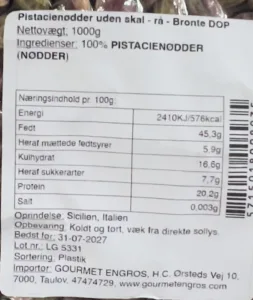 Pistacienødder uden skal - rå - Bronte DOP
Nettovægt: 1000g
Ingredienser: 100% PISTACIENØDDER
(NØDDER)
Næringsindhold pr. 100g:
Energi 2410KJ/576kcal
Fedt 45,3g
Heraf mættede fedtsyrer 5,9g
Kulhydrat 16,6g
Heraf sukkerarter 7,7g
Protein 20,2g
Salt 0,003g
Oprindelse: Sicilien, Italien
Opbevaring: Koldt og tørt, væk fra direkte sollys.
Bedst før: 31-07-2027
Lot.nr.: LG 5331
Sortering: Plastik
Importør: GOURMET ENGROS, H.C. Ørsteds Vej 10,
7000, Taulov, 47474729, www.gourmetengros.com